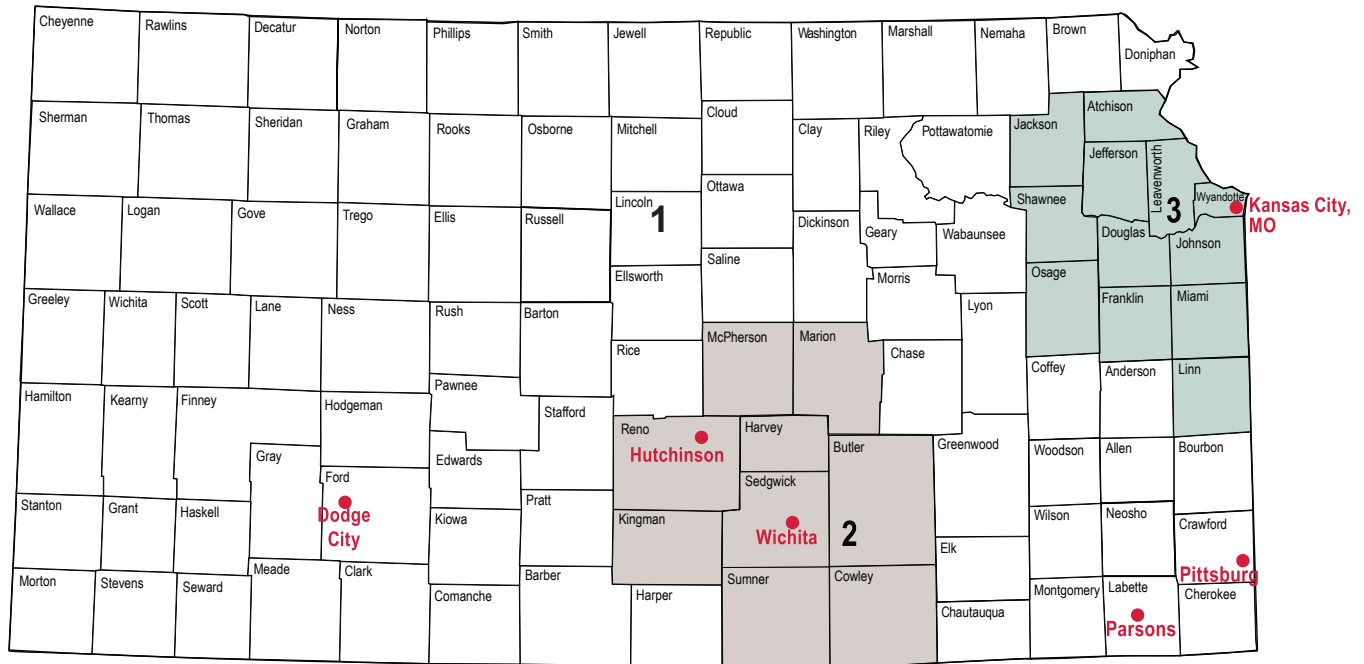 Cheyenne
Rawlins
Decatur
Norton
Phillips
Smith
Jewell
Republic
Washington
Marshall
Nemaha
Brown
Doniphan
Sherman
Thomas
Sheridan
Graham
Rooks
Osborne
Mitchell
Cloud
Clay
Riley
Pottawatomie
Jackson
Atchison
Jefferson
Leavenworth
Wyandotte
Kansas City,
MO
Wallace
Logan
Gove
Trego
Ellis
Russell
Lincoln
1
Ottawa
Dickinson
Geary
Wabaunsee
Shawnee
Douglas
3
Johnson
Ellsworth
Saline
Morris
Lyon
Osage
Franklin
Miami
Greeley
Wichita
Scott
Lane
Ness
Rush
Barton
Rice
McPherson
Marion
Chase
Coffey
Anderson
Linn
Hamilton
Kearny
Finney
Hodgeman
Pawnee
Stafford
Reno
Hutchinson
Harvey
Butler
Greenwood
Woodson
Allen
Bourbon
Gray
Ford
Dodge
City
Edwards
Sedgwick
Wichita
2
Stanton
Grant
Haskell
Kiowa
Pratt
Kingman
Elk
Wilson
Neosho
Crawford
Pittsburg
Morton
Stevens
Seward
Meade
Clark
Comanche
Barber
Harper
Sumner
Cowley
Chautauqua
Montgomery
Labette
Parsons
Cherokee